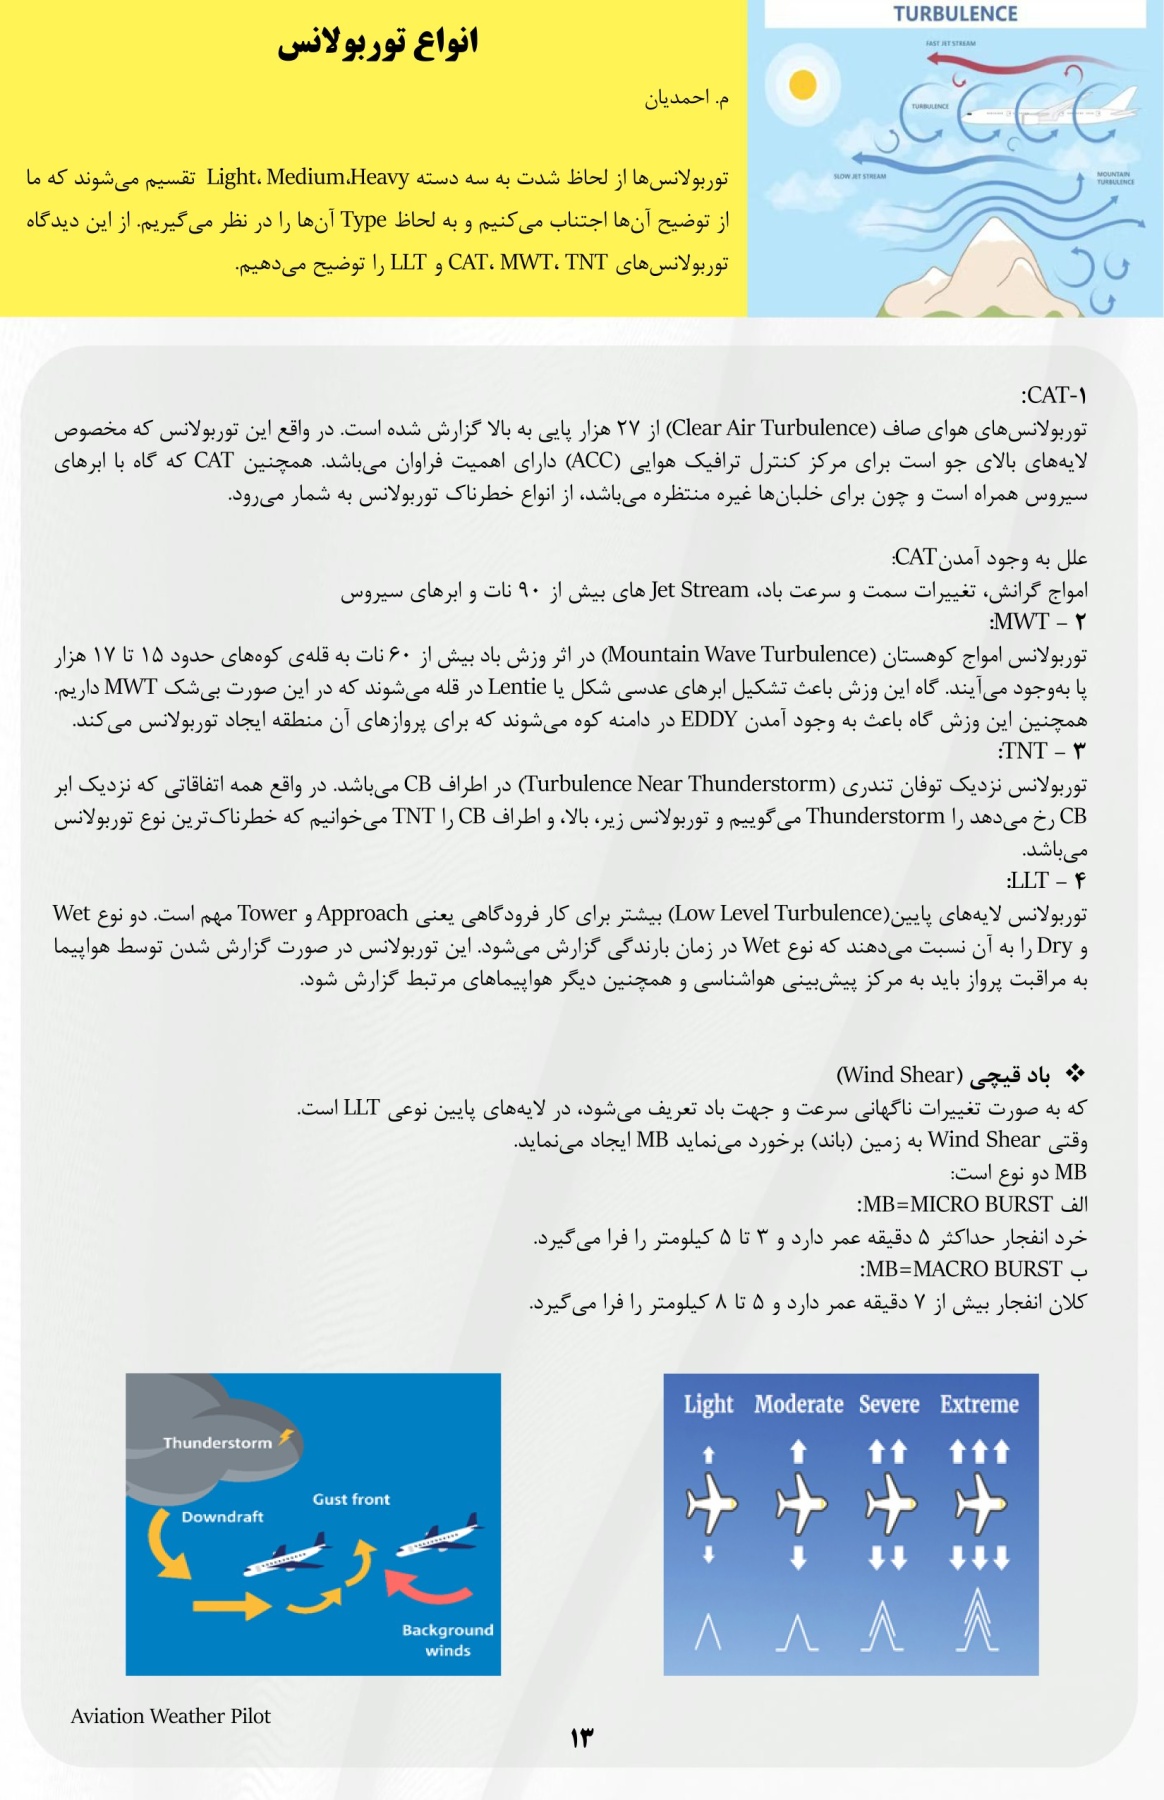 انواع توربولانس
م. احمدیان
توربولانس‌ها از لحاظ شدت به سه دسته Light، Medium،Heavy تقسیم می‌شوند که ما
از توضیح آن‌ها اجتناب می‌کنیم و به لحاظ Type آن‌ها را در نظر می‌گیریم. از این دیدگاه
توربولانس‌های CAT، MWT، TNT و LLT را توضیح می‌دهیم.
TURBULENCE
FAST JET STREAM
TURBULENCE
SLOW JET STREAM
MOUNTAIN
TURBULENCE
۱-CAT:
توربولانس‌های هوای صاف (Clear Air Turbulence) از ۲۷ هزار پایی به بالا گزارش شده است. در واقع این توربولانس که مخصوص
لایه‌های بالای جو است برای مرکز کنترل ترافیک هوایی (ACC) دارای اهمیت فراوان می‌باشد. همچنین CAT که گاه با ابرهای
سیروس همراه است و چون برای خلبان‌ها غیره منتظره می‌باشد، از انواع خطرناک توربولانس به شمار می‌رود.
علل به وجود آمدنCAT:
امواج گرانش، تغییرات سمت و سرعت باد، Jet Stream های بیش از ۹۰ نات و ابرهای سیروس
۲ – MWT:
توربولانس امواج کوهستان (Mountain Wave Turbulence) در اثر وزش باد بیش از ۶۰ نات به قله‌ی کوه‌های حدود ۱۵ تا ۱۷ هزار
پا به‌وجود می‌آیند. گاه این وزش باعث تشکیل ابرهای عدسی شکل یا Lentie در قله می‌شوند که در این صورت بی‌شک MWT داریم.
همچنین این وزش گاه باعث به وجود آمدن EDDY در دامنه کوه می‌شوند که برای پروازهای آن منطقه ایجاد توربولانس می‌کند.
۳ – TNT:
توربولانس نزدیک توفان تندری (Turbulence Near Thunderstorm) در اطراف CB می‌باشد. در واقع همه اتفاقاتی که نزدیک ابر
CB رخ می‌دهد را Thunderstorm می‌گوییم و توربولانس زیر، بالا، و اطراف CB را TNT می‌خوانیم که خطرناک‌ترین نوع توربولانس
می‌باشد.
۴ – LLT:
توربولانس لایه‌های پایین(Low Level Turbulence) بیشتر برای کار فرودگاهی یعنی Approach و Tower مهم است. دو نوع Wet
و Dry را به آن نسبت می‌دهند که نوع Wet در زمان بارندگی گزارش می‌شود. این توربولانس در صورت گزارش شدن توسط هواپیما
به مراقبت پرواز باید به مرکز پیش‌بینی هواشناسی و همچنین دیگر هواپیماهای مرتبط گزارش شود.
❖ باد قیچی (Wind Shear)
که به صورت تغییرات ناگهانی سرعت و جهت باد تعریف می‌شود، در لایه‌های پایین نوعی LLT است.
وقتی Wind Shear به زمین (باند) برخورد می‌نماید MB ایجاد می‌نماید.
MB دو نوع است:
الف MB=MICRO BURST:
خرد انفجار حداکثر ۵ دقیقه عمر دارد و ۳ تا ۵ کیلومتر را فرا می‌گیرد.
ب MB=MACRO BURST:
کلان انفجار بیش از ۷ دقیقه عمر دارد و ۵ تا ۸ کیلومتر را فرا می‌گیرد.
Light Moderate Severe Extreme
Thunderstorm
Downdraft
Gust front
Background
winds
Aviation Weather Pilot
۱۳